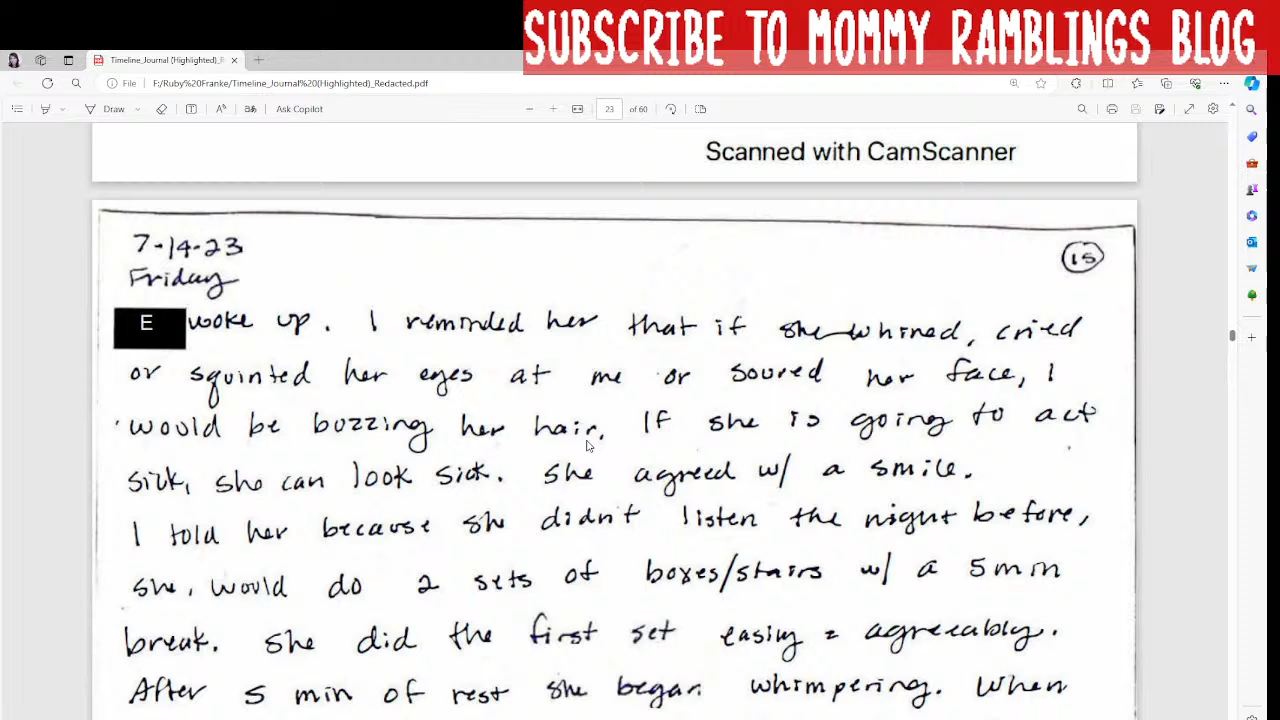 SUBSCRIBE TO MOMMY RAMBLINGS BLOG
Timeline_Journal (Highlighted)_R
File F:/Ruby%20Franke/Timeline_Journal%20(Highlighted)_Redacted.pdf
Draw Ask Copilot 23 of 60
Scanned with CamScanner
7-14-23
15
Friday
E woke up. I reminded her that if she whined, cried
or squinted her eyes at me or soured her face, I
would be buzzing her hair. If she is going to act
sick, she can look sick. She agreed w/ a smile.
I told her because she didn't listen the night before,
she, would do 2 sets of boxes/stairs w/ a 5 min
break. She did the first set easing & agreeably.
After 5 min of rest she began whimpering. When